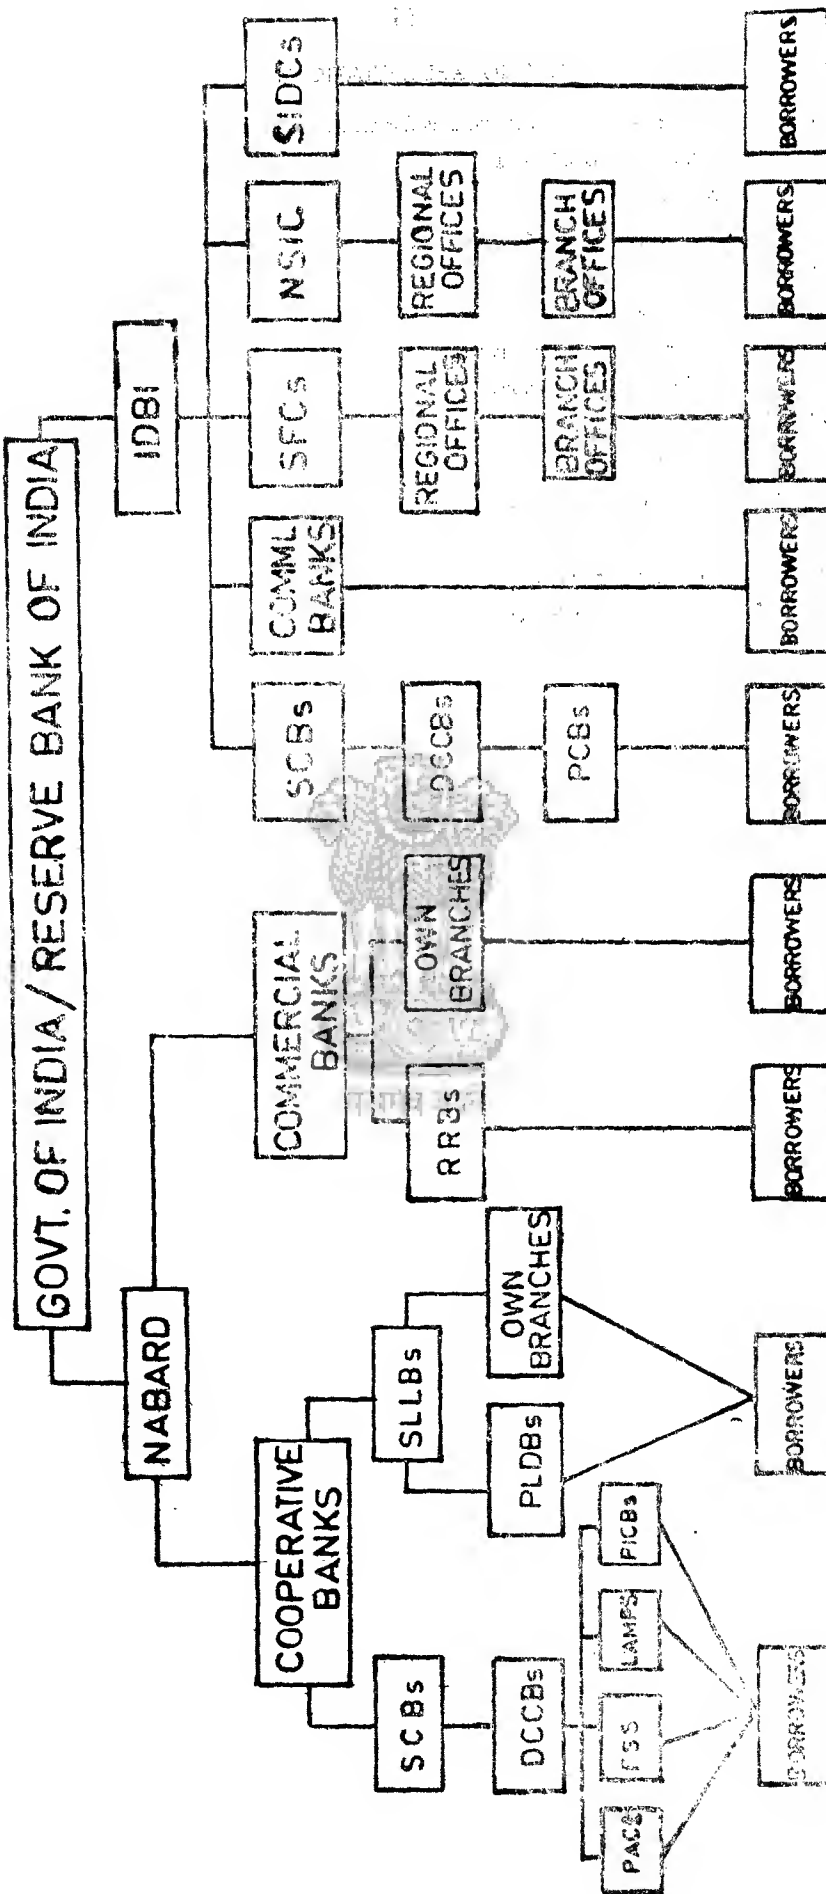 GOVT. OF INDIA / RESERVE BANK OF INDIA
NABARD
IDBI
COOPERATIVE
BANKS
COMMERCIAL
BANKS
SCBs
COMML
BANKS
SFCs
NSIC
SIDCs
SCBs
SLLBs
RRBs
OWN
BRANCHES
DCCBs
REGIONAL
OFFICES
REGIONAL
OFFICES
DCCBs
PLDBs
OWN
BRANCHES
PCBs
BRANCH
OFFICES
BRANCH
OFFICES
PACS
FSS
LAMPS
PICBs
BORROWERS
BORROWERS
BORROWERS
BORROWERS
BORROWERS
BORROWERS
BORROWERS
BORROWERS
BORROWERS